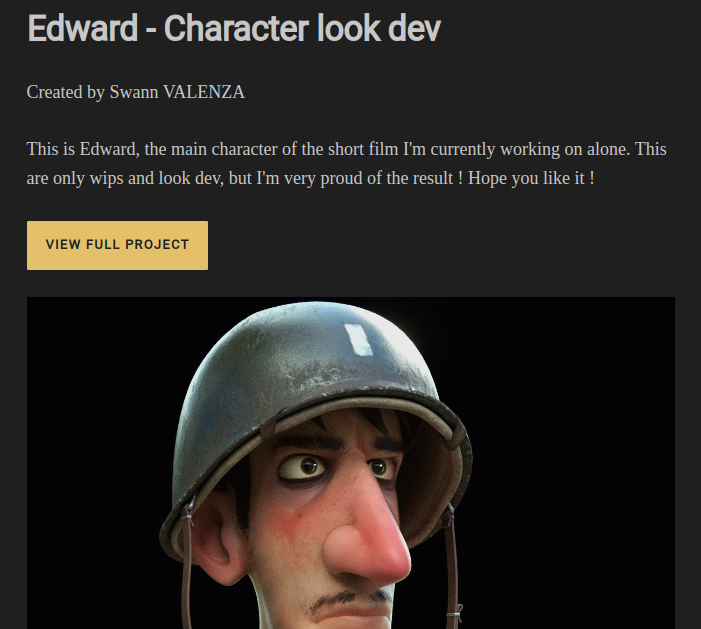 Edward - Character look dev
Created by Swann VALENZA
This is Edward, the main character of the short film I'm currently working on alone. This
are only wips and look dev, but I'm very proud of the result ! Hope you like it !
VIEW FULL PROJECT